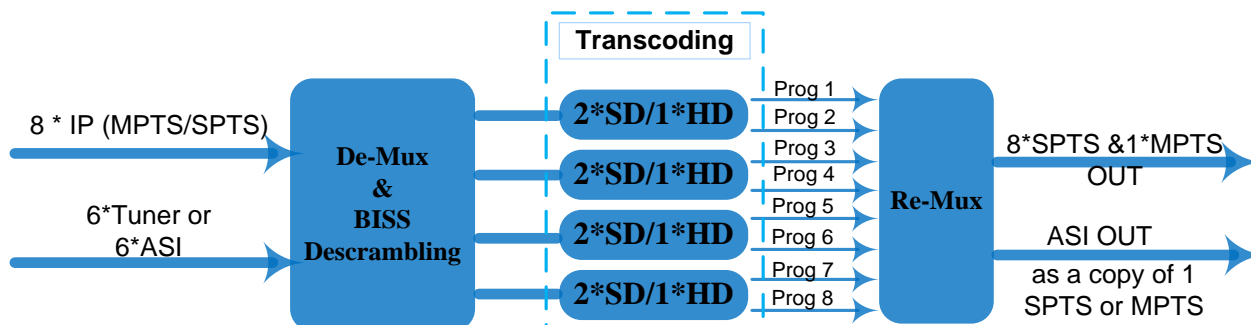 8 * IP (MPTS/SPTS)
6*Tuner or
6*ASI
De-Mux
&
BISS
Descrambling
Transcoding
2*SD/1*HD
2*SD/1*HD
2*SD/1*HD
2*SD/1*HD
Prog 1
Prog 2
Prog 3
Prog 4
Prog 5
Prog 6
Prog 7
Prog 8
Re-Mux
8*SPTS &1*MPTS
OUT
ASI OUT
as a copy of 1
SPTS or MPTS